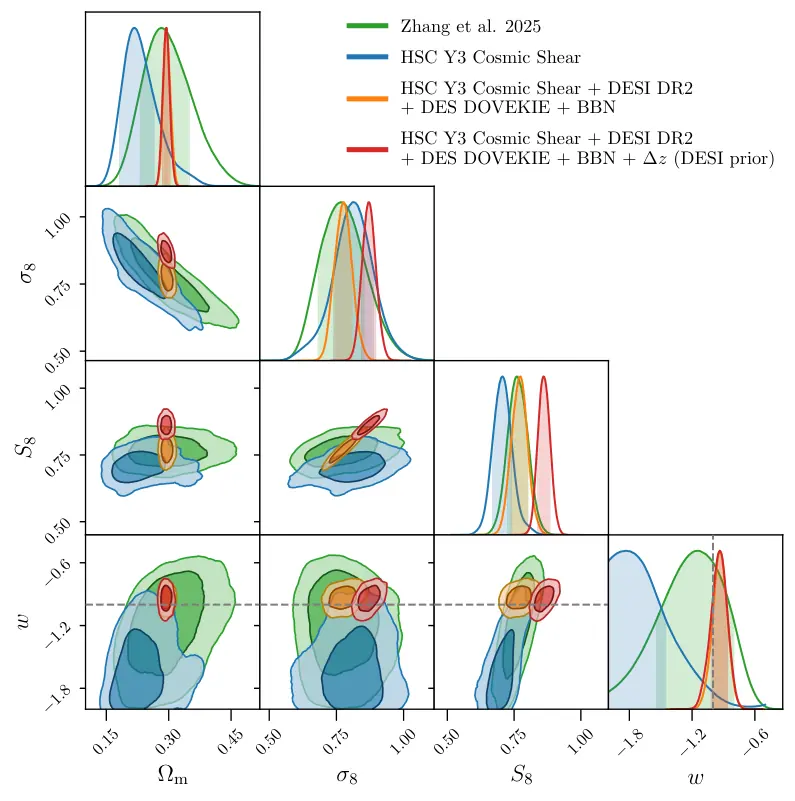 Zhang et al. 2025
HSC Y3 Cosmic Shear
HSC Y3 Cosmic Shear + DESI DR2
+ DES DOVEKIE + BBN
HSC Y3 Cosmic Shear + DESI DR2
+ DES DOVEKIE + BBN + Δz (DESI prior)
σ8
1.00
0.75
0.50
S8
1.00
0.75
0.50
w
−0.6
−1.2
−1.8
0.15 0.30 0.45 0.50 0.75 1.00 0.50 0.75 1.00 −1.8 −1.2 −0.6
Ωm σ8 S8 w